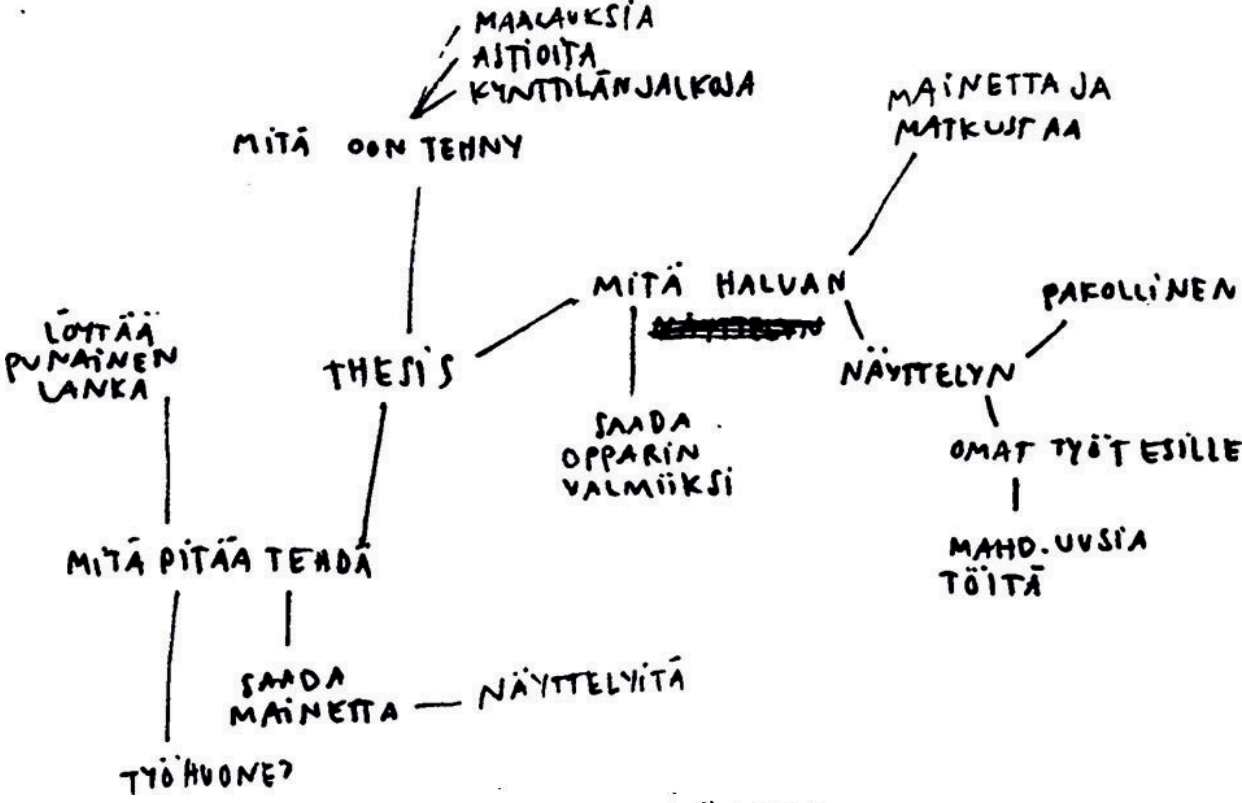 MAALAUKSIA
ASTIOITA
KYNTTILÄNJALKOJA
MITÄ OON TEHNY
MAINETTA JA
MATKUSTAA
MITÄ HALUAN
PAKOLLINEN
LÖYTÄÄ
PUNAINEN
LANKA
THESIS
NÄYTTELYN
SAADA
OPPARIN
VALMIIKSI
OMAT TYÖT ESILLE
MAHD. UUSIA
TÖITÄ
MITÄ PITÄÄ TEHDÄ
SAADA
MAINETTA
NÄYTTELYITÄ
TYÖHUONE?